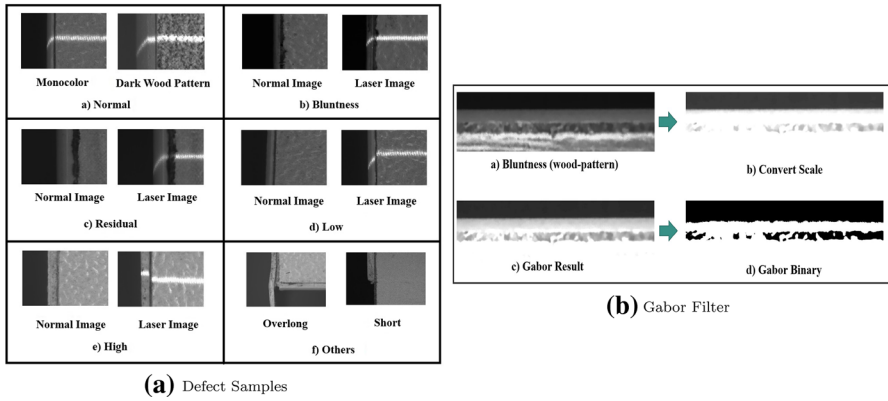 Monocolor
Dark Wood Pattern
a) Normal
Normal Image
Laser Image
b) Bluntness
Normal Image
Laser Image
c) Residual
Normal Image
Laser Image
d) Low
Normal Image
Laser Image
e) High
Overlong
Short
f) Others
(a) Defect Samples
a) Bluntness (wood-pattern)
b) Convert Scale
c) Gabor Result
d) Gabor Binary
(b) Gabor Filter